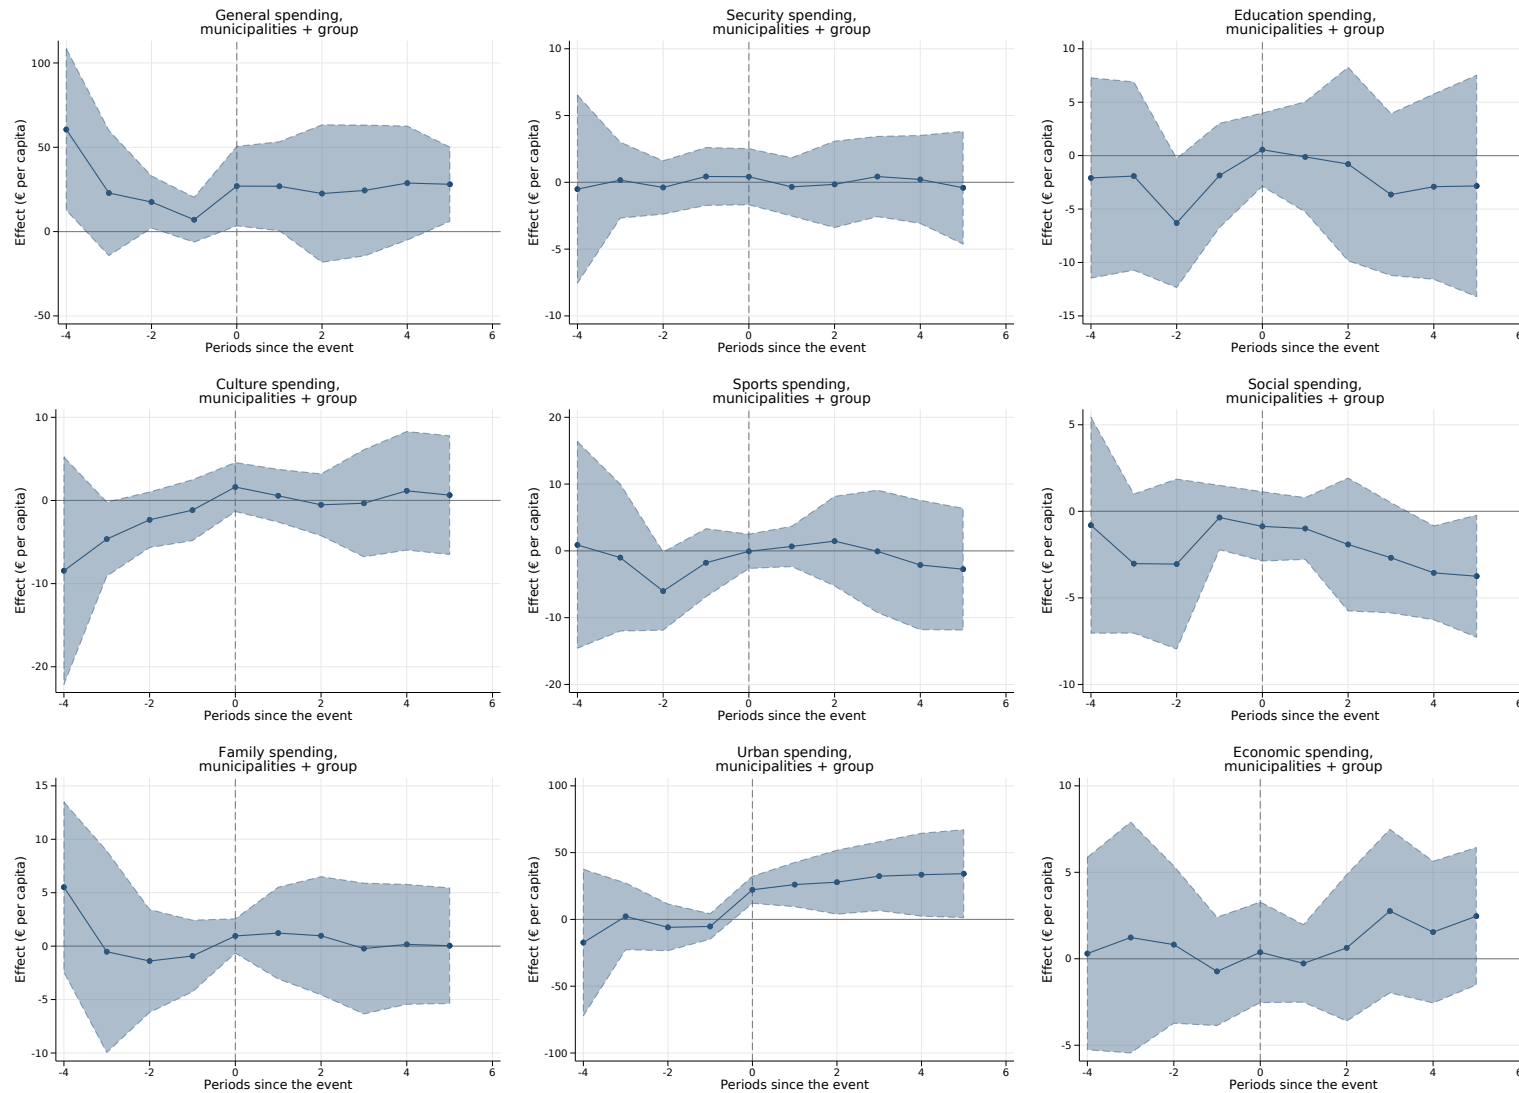 General spending,
municipalities + group
Effect (€ per capita)
100
50
0
-50
-4
-2
0
2
4
6
Periods since the event
Security spending,
municipalities + group
Effect (€ per capita)
10
5
0
-5
-10
-4
-2
0
2
4
6
Periods since the event
Education spending,
municipalities + group
Effect (€ per capita)
10
5
0
-5
-10
-15
-4
-2
0
2
4
6
Periods since the event
Culture spending,
municipalities + group
Effect (€ per capita)
10
0
-10
-20
-4
-2
0
2
4
6
Periods since the event
Sports spending,
municipalities + group
Effect (€ per capita)
20
10
0
-10
-20
-4
-2
0
2
4
6
Periods since the event
Social spending,
municipalities + group
Effect (€ per capita)
5
0
-5
-10
-4
-2
0
2
4
6
Periods since the event
Family spending,
municipalities + group
Effect (€ per capita)
15
10
5
0
-5
-10
-4
-2
0
2
4
6
Periods since the event
Urban spending,
municipalities + group
Effect (€ per capita)
100
50
0
-50
-100
-4
-2
0
2
4
6
Periods since the event
Economic spending,
municipalities + group
Effect (€ per capita)
10
5
0
-5
-4
-2
0
2
4
6
Periods since the event